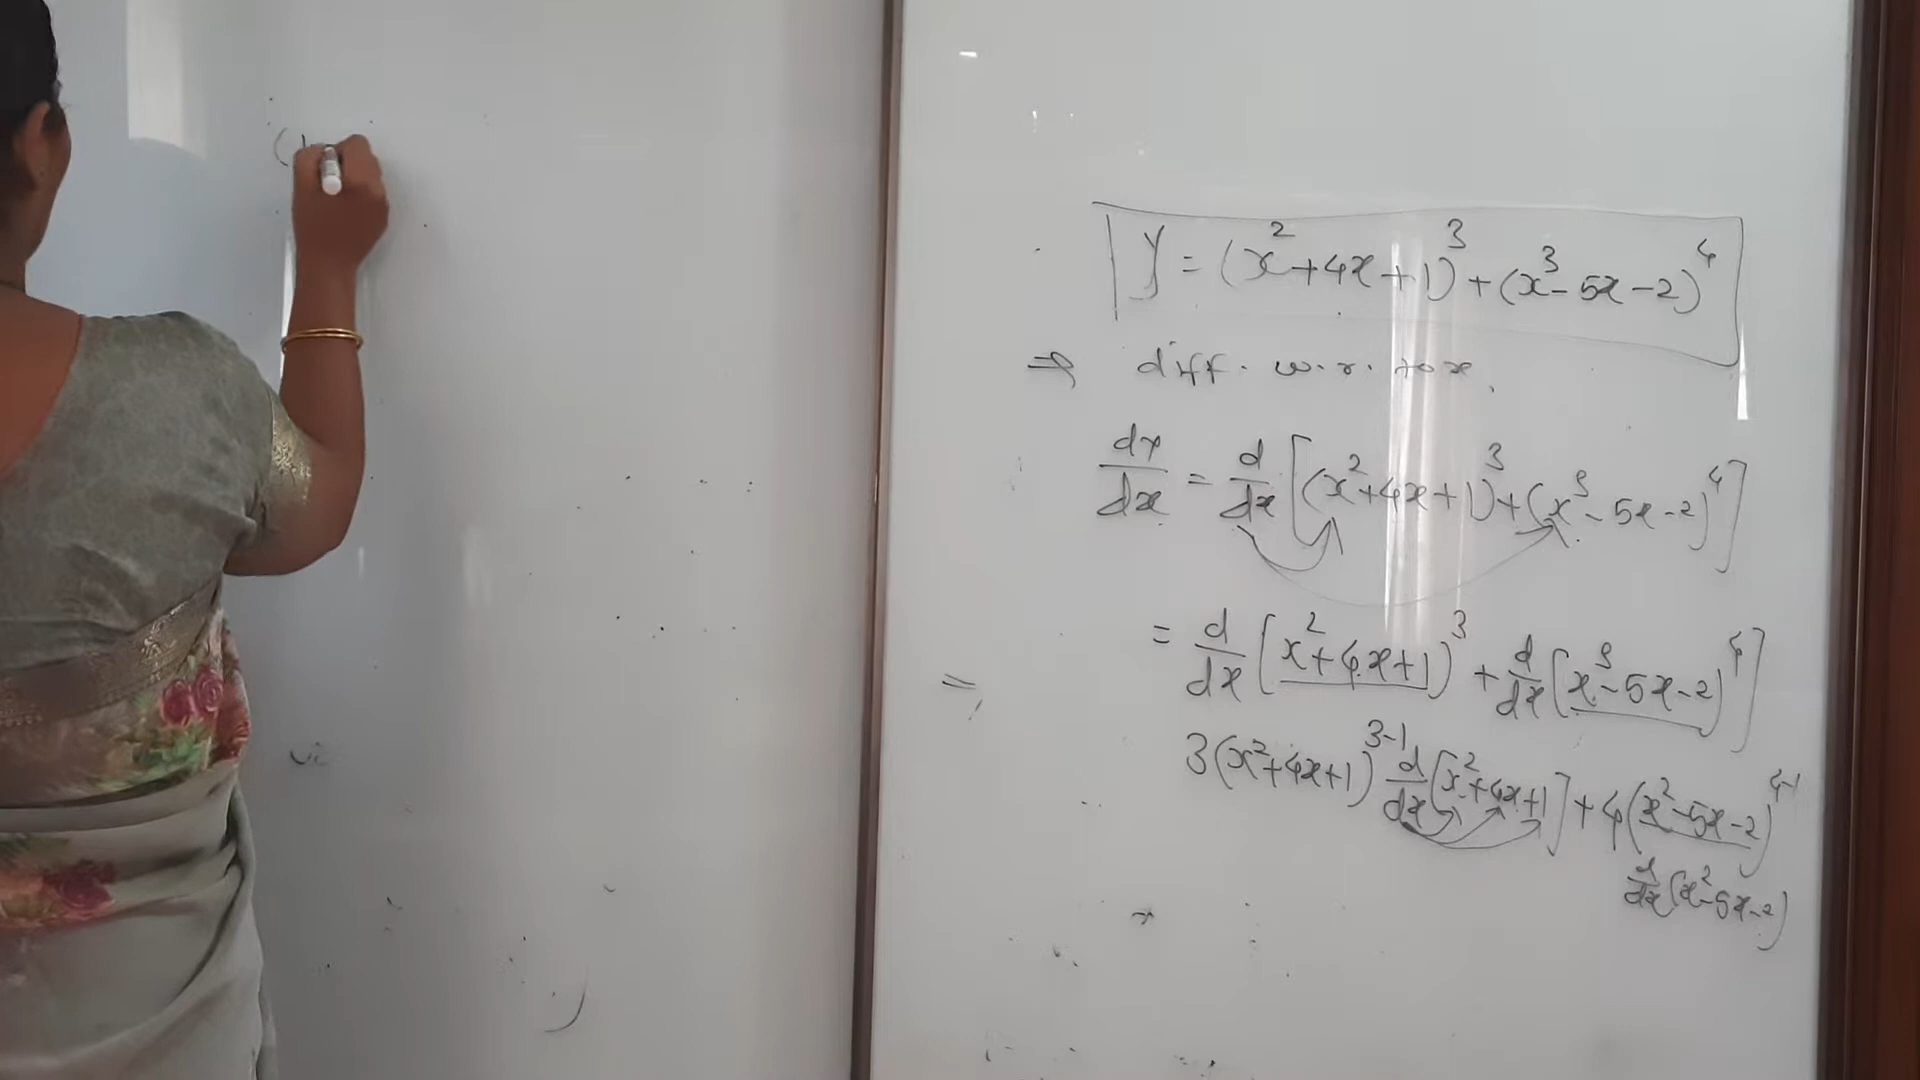 y = (x²+4x+1)³+(x³-5x-2)⁴
⇒ diff. w.r. to x.
dy/dx = d/dx [(x²+4x+1)³+(x³-5x-2)⁴]
= d/dx (x²+4x+1)³ + d/dx [x³-5x-2)⁴]
3(x²+4x+1)³⁻¹ d/dx [x²+4x+1] + 4(x²-5x-2)⁴⁻¹
d/dx (x²-5x-2)